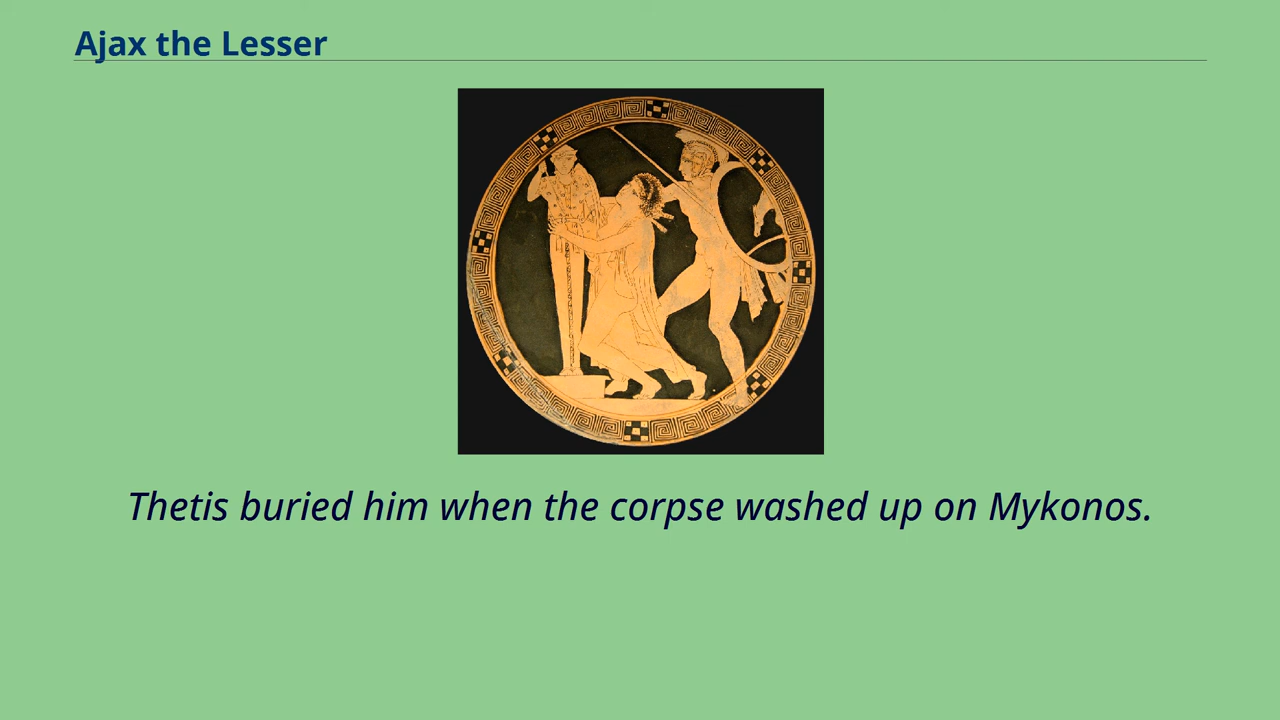 Ajax the Lesser
Thetis buried him when the corpse washed up on Mykonos.